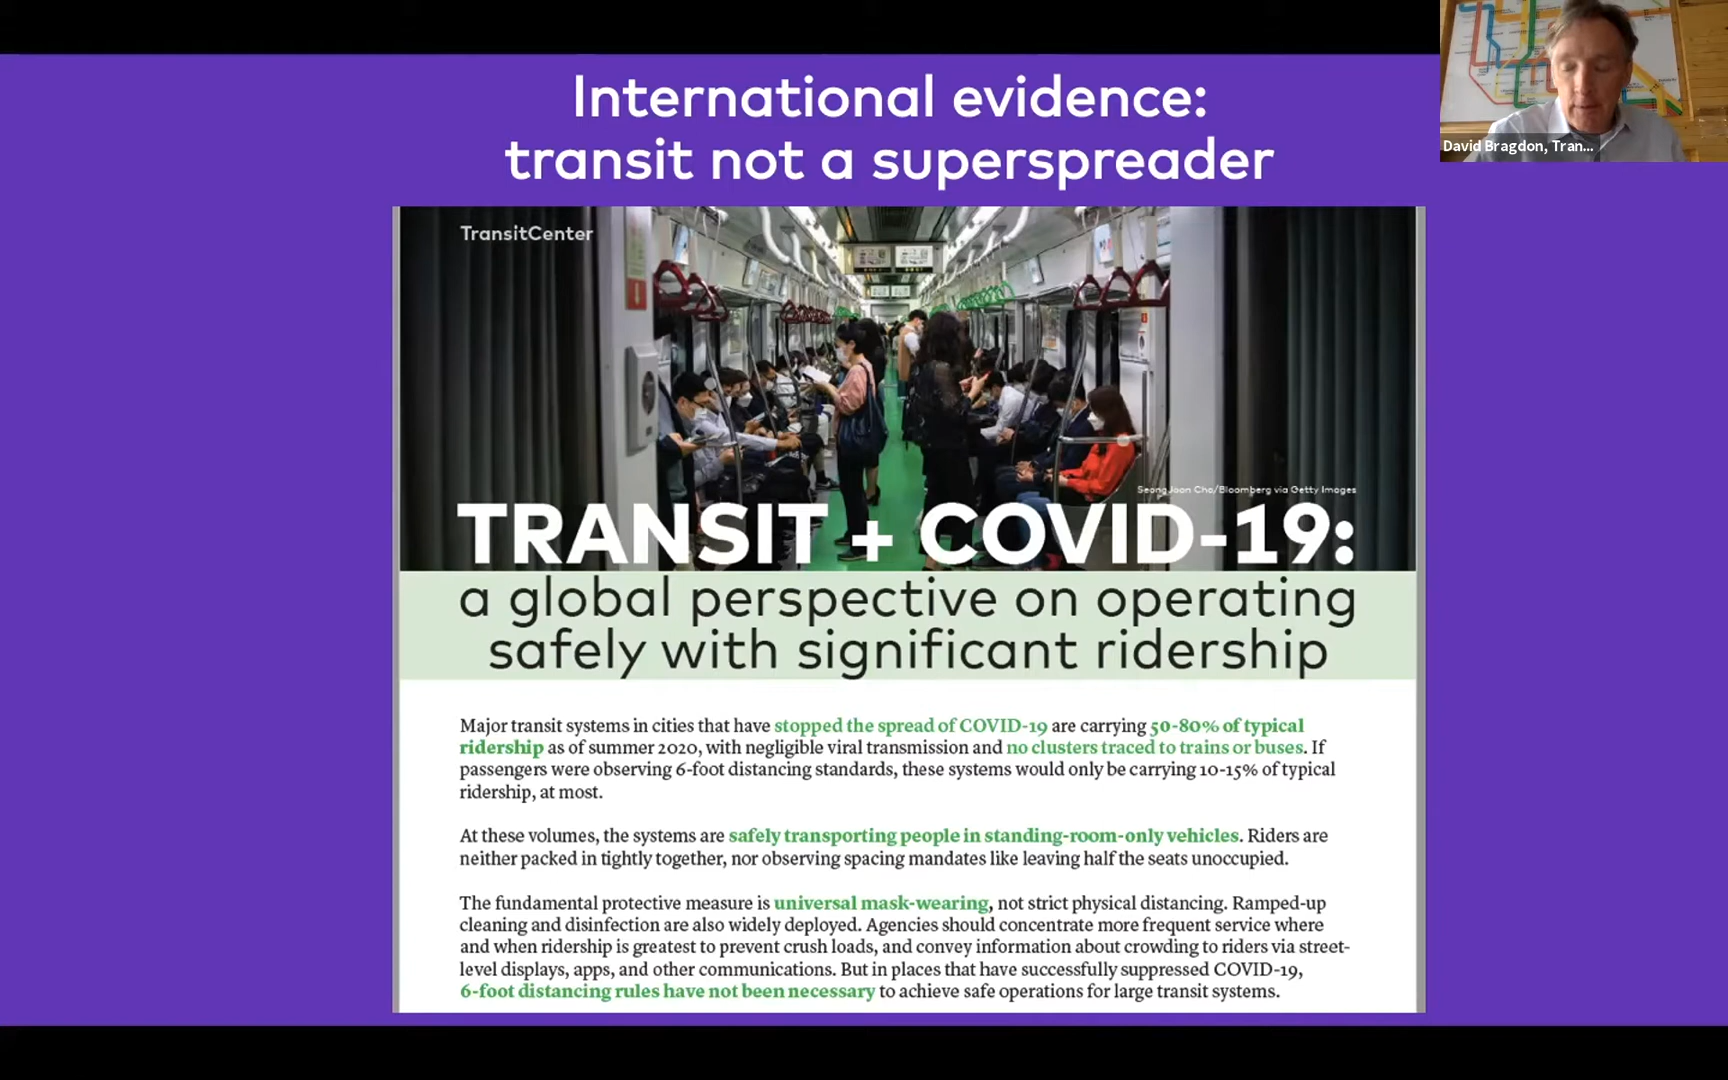 International evidence:
transit not a superspreader
David Bragdon, Tran...
TransitCenter
SeongJoon Cho/Bloomberg via Getty Images
TRANSIT + COVID-19:
a global perspective on operating
safely with significant ridership
Major transit systems in cities that have stopped the spread of COVID-19 are carrying 50-80% of typical
ridership as of summer 2020, with negligible viral transmission and no clusters traced to trains or buses. If
passengers were observing 6-foot distancing standards, these systems would only be carrying 10-15% of typical
ridership, at most.
At these volumes, the systems are safely transporting people in standing-room-only vehicles. Riders are
neither packed in tightly together, nor observing spacing mandates like leaving half the seats unoccupied.
The fundamental protective measure is universal mask-wearing, not strict physical distancing. Ramped-up
cleaning and disinfection are also widely deployed. Agencies should concentrate more frequent service where
and when ridership is greatest to prevent crush loads, and convey information about crowding to riders via street-
level displays, apps, and other communications. But in places that have successfully suppressed COVID-19,
6-foot distancing rules have not been necessary to achieve safe operations for large transit systems.